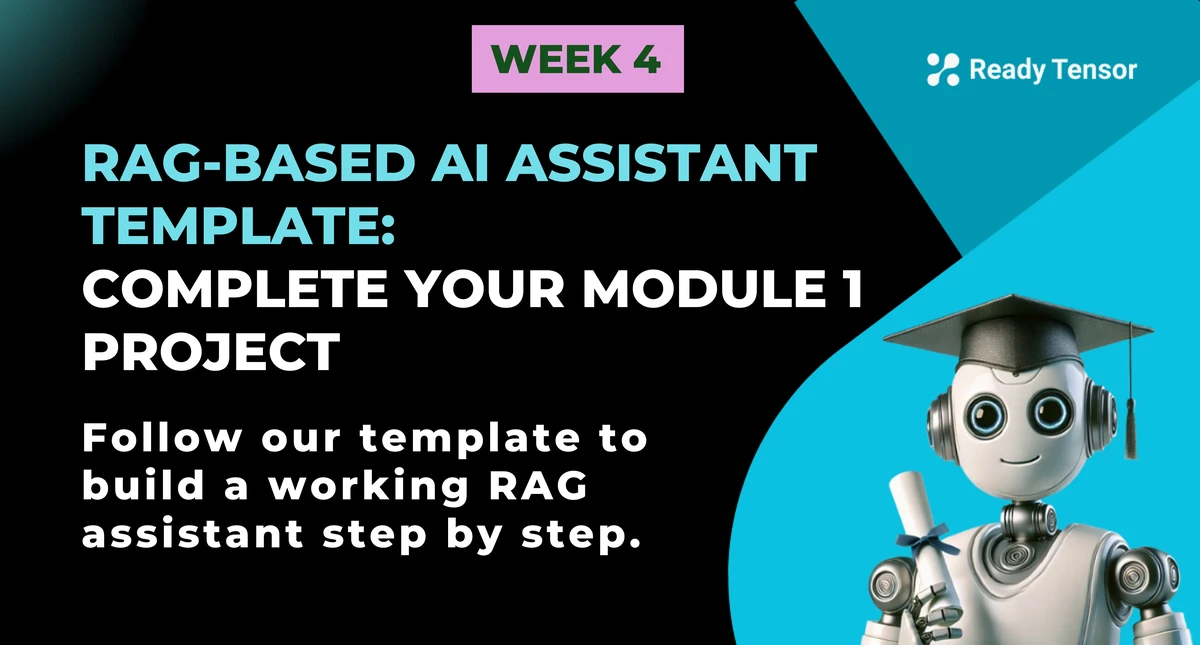 WEEK 4
Ready Tensor
RAG-BASED AI ASSISTANT
TEMPLATE:
COMPLETE YOUR MODULE 1
PROJECT
Follow our template to
build a working RAG
assistant step by step.